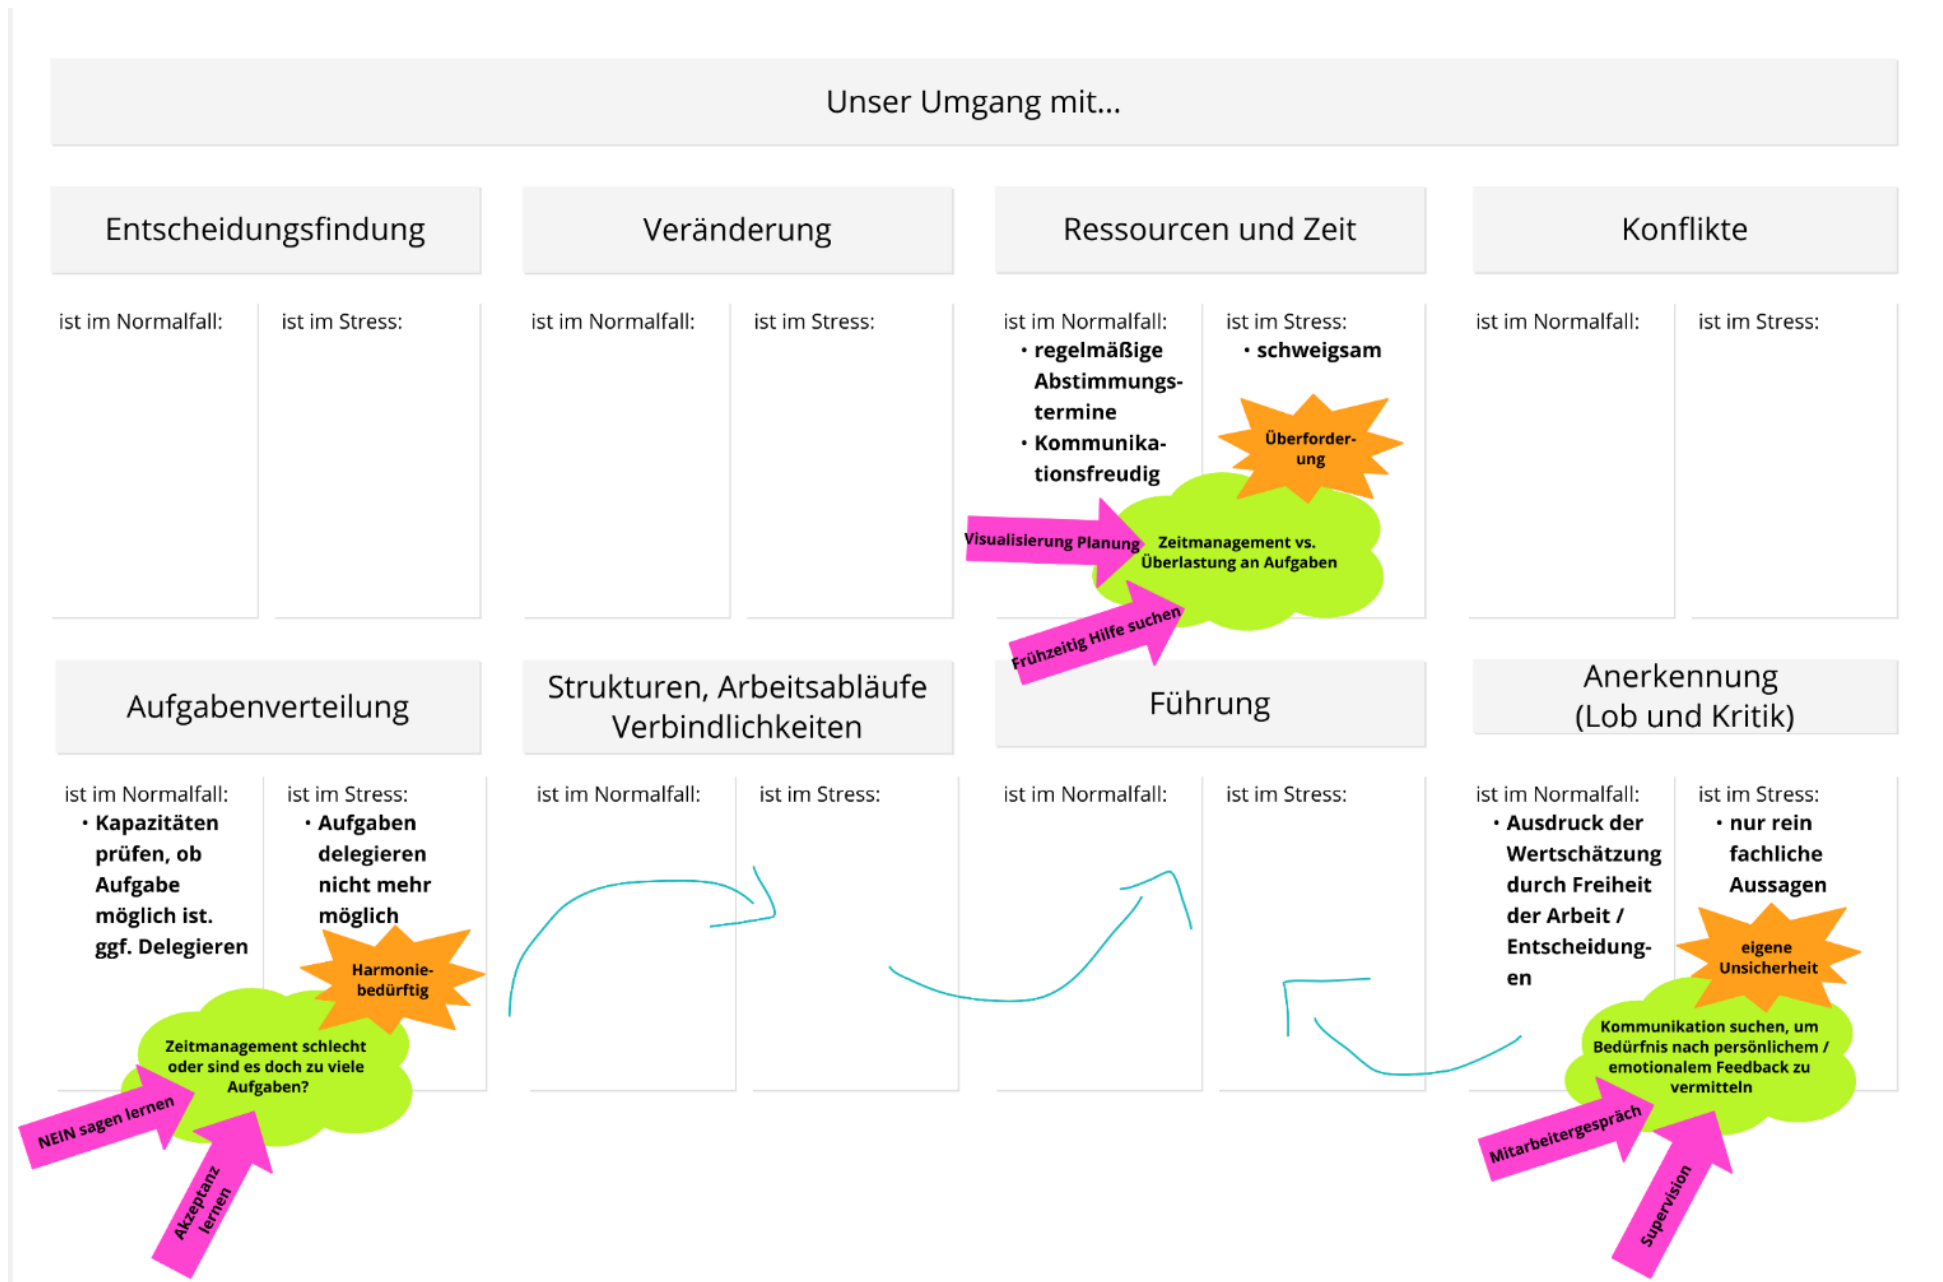 Unser Umgang mit...
Entscheidungsfindung
ist im Normalfall:
ist im Stress:
Veränderung
ist im Normalfall:
ist im Stress:
Ressourcen und Zeit
ist im Normalfall:
• regelmäßige
Abstimmungs-
termine
• Kommunika-
tionsfreudig
ist im Stress:
• schweigsam
Überforder-
ung
Zeitmanagement vs.
Überlastung an Aufgaben
Visualisierung Planung
Frühzeitig Hilfe suchen
Konflikte
ist im Normalfall:
ist im Stress:
Aufgabenverteilung
ist im Normalfall:
• Kapazitäten
prüfen, ob
Aufgabe
möglich ist.
ggf. Delegieren
ist im Stress:
• Aufgaben
delegieren
nicht mehr
möglich
Harmonie-
bedürftig
Zeitmanagement schlecht
oder sind es doch zu viele
Aufgaben?
NEIN sagen lernen
Akzeptanz
lernen
Strukturen, Arbeitsabläufe
Verbindlichkeiten
ist im Normalfall:
ist im Stress:
Führung
ist im Normalfall:
ist im Stress:
Anerkennung
(Lob und Kritik)
ist im Normalfall:
• Ausdruck der
Wertschätzung
durch Freiheit
der Arbeit /
Entscheidung-
en
ist im Stress:
• nur rein
fachliche
Aussagen
eigene
Unsicherheit
Kommunikation suchen, um
Bedürfnis nach persönlichem /
emotionalem Feedback zu
vermitteln
Mitarbeitergespräch
Supervision